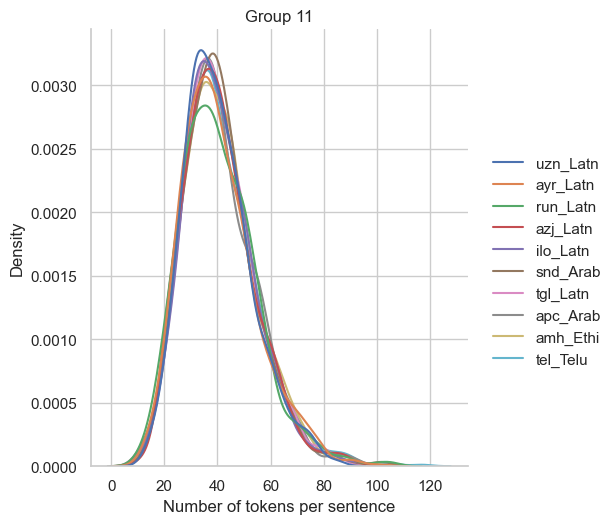 Group 11
0.0030
0.0025
0.0020
0.0015
0.0010
0.0005
0.0000
Density
0 20 40 60 80 100 120
Number of tokens per sentence
uzn_Latn
ayr_Latn
run_Latn
azj_Latn
ilo_Latn
snd_Arab
tgl_Latn
apc_Arab
amh_Ethi
tel_Telu